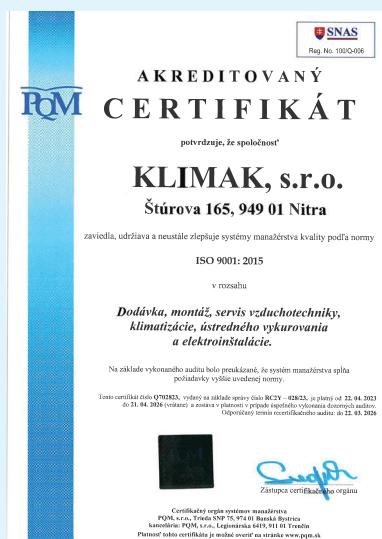 SNAS
Reg. No. 100/Q-006
PQM
AKREDITOVANÝ
CERTIFIKÁT
potvrdzuje, že spoločnosť
KLIMAK, s.r.o.
Štúrova 165, 949 01 Nitra
zaviedla, udržiava a neustále zlepšuje systémy manažérstva kvality podľa normy
ISO 9001: 2015
v rozsahu
Dodávka, montáž, servis vzduchotechniky,
klimatizácie, ústredného vykurovania
a elektroinštalácie.
Na základe vykonaného auditu bolo preukázané, že systém manažérstva spĺňa
požiadavky vyššie uvedenej normy.
Tento certifikát číslo Q702823, vydaný na základe správy číslo RC2Y – 028/23, je platný od 22. 04. 2023
do 21. 04. 2026 (vrátane) a zostáva v platnosti v prípade úspešného vykonania dozorných auditov.
Odporúčaný termín recertifikačného auditu: do 22. 03. 2026
Zástupca certifikačného orgánu
Certifikačný orgán systémov manažérstva
PQM, s.r.o., Trieda SNP 75, 974 01 Banská Bystrica
kancelária: PQM, s.r.o., Legionárska 6419, 911 01 Trenčín
Platnosť tohto certifikátu je možné overiť na stránke www.pqm.sk